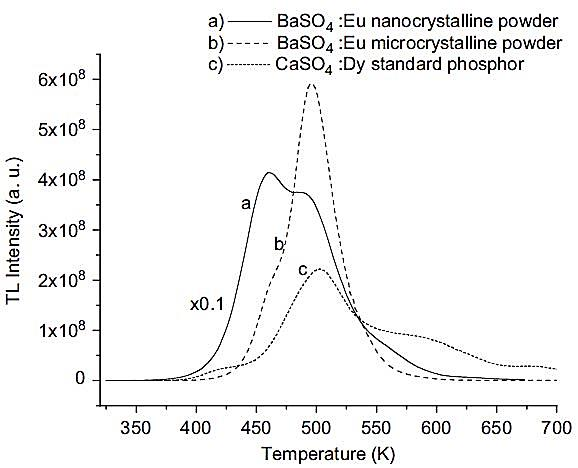 a) BaSO4 :Eu nanocrystalline powder
b) BaSO4 :Eu microcrystalline powder
c) CaSO4 :Dy standard phosphor
6x10^8
5x10^8
4x10^8
3x10^8
2x10^8
1x10^8
0
TL Intensity (a. u.)
a
b
c
x0.1
350 400 450 500 550 600 650 700
Temperature (K)